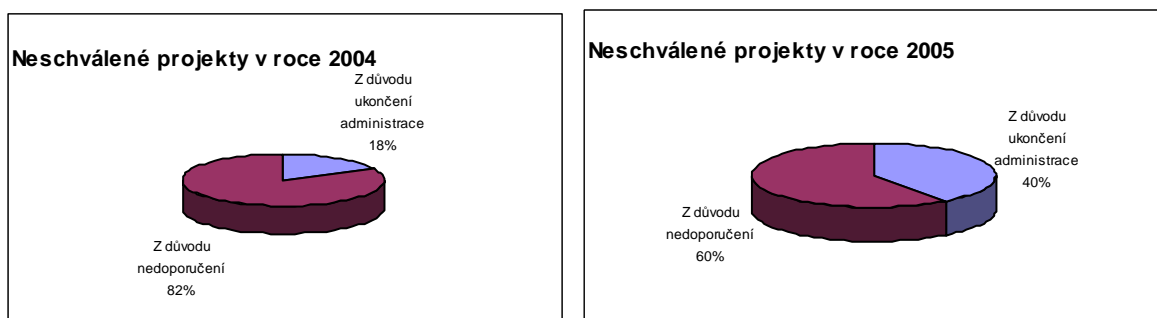 Neschválené projekty v roce 2004
Z důvodu
ukončení
administrace
18%
Z důvodu
nedoporučení
82%
Neschválené projekty v roce 2005
Z důvodu
ukončení
administrace
40%
Z důvodu
nedoporučení
60%